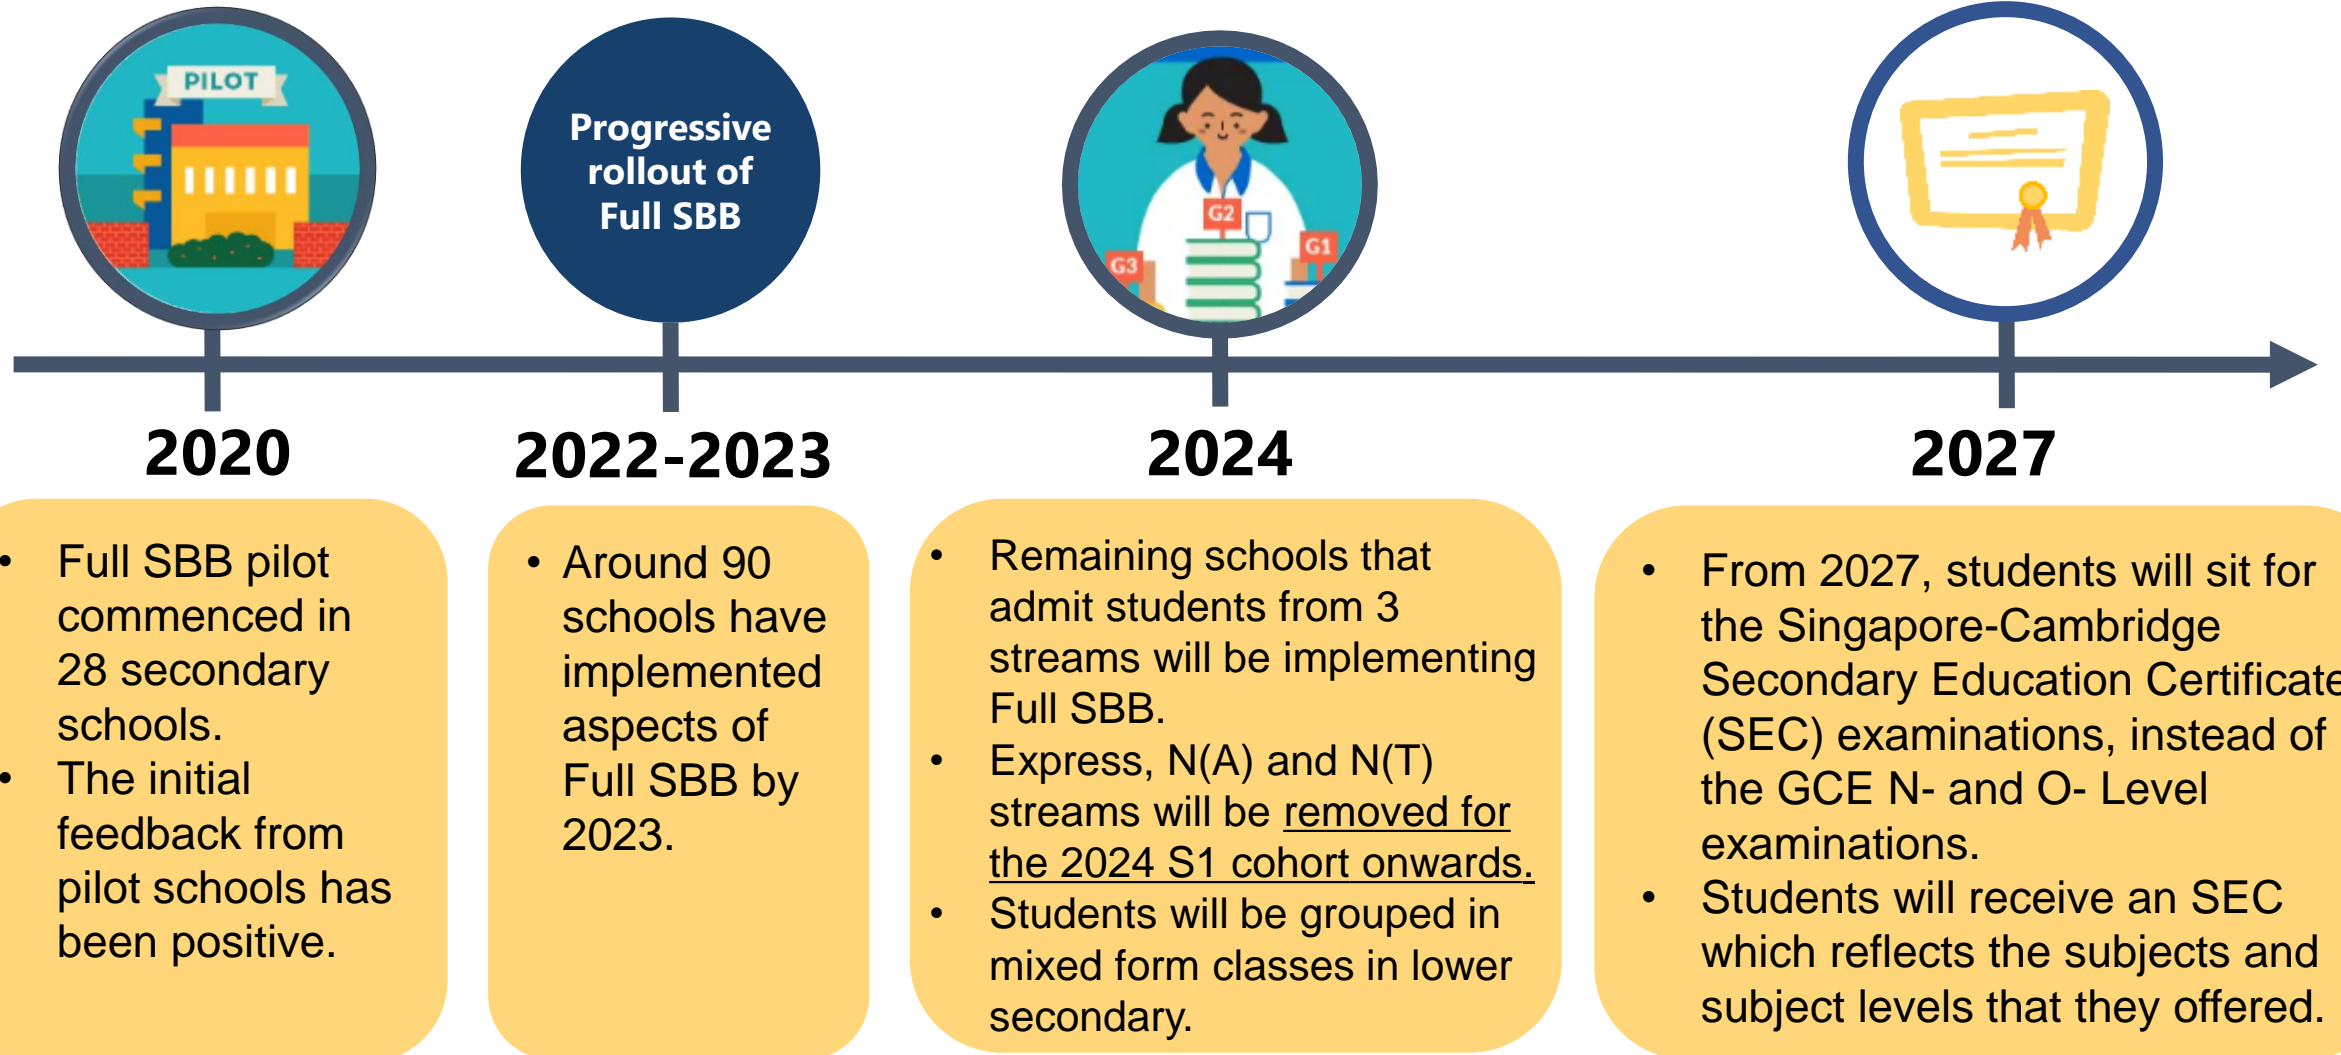 PILOT
Progressive
rollout of
Full SBB
G2
G1
G3
2020
2022-2023
2024
2027
• Full SBB pilot
commenced in
28 secondary
schools.
• The initial
feedback from
pilot schools has
been positive.
• Around 90
schools have
implemented
aspects of
Full SBB by
2023.
• Remaining schools that
admit students from 3
streams will be implementing
Full SBB.
• Express, N(A) and N(T)
streams will be removed for
the 2024 S1 cohort onwards.
• Students will be grouped in
mixed form classes in lower
secondary.
• From 2027, students will sit for
the Singapore-Cambridge
Secondary Education Certificate
(SEC) examinations, instead of
the GCE N- and O- Level
examinations.
• Students will receive an SEC
which reflects the subjects and
subject levels that they offered.